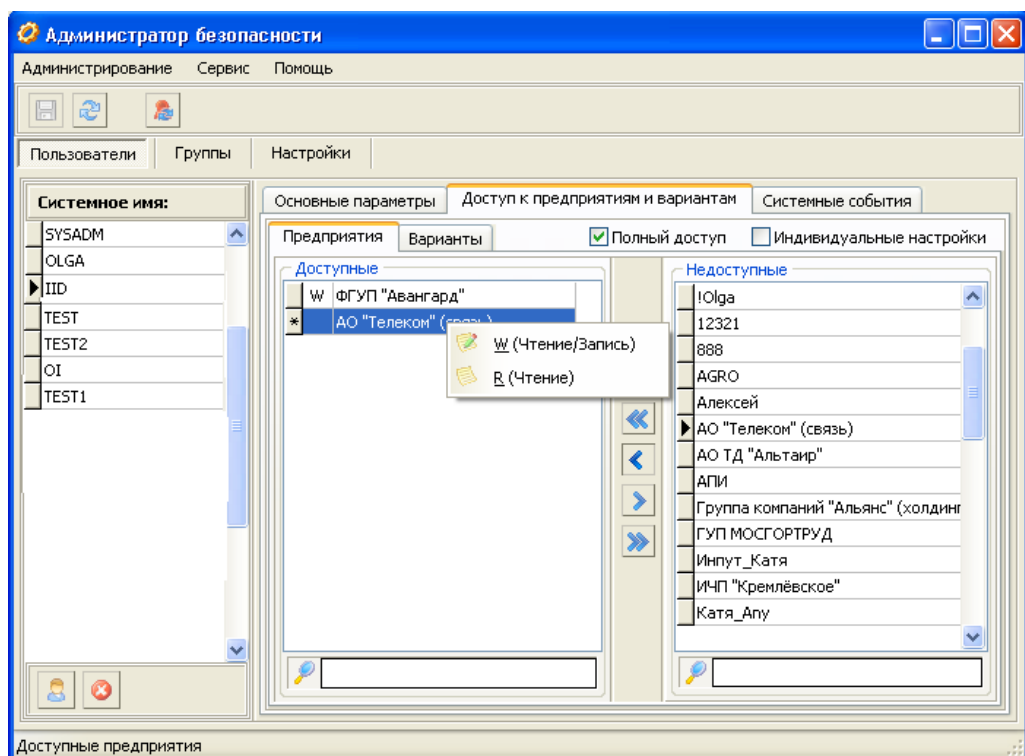 Администратор безопасности
Администрирование Сервис Помощь
Пользователи Группы Настройки
Системное имя:
SYSADM
OLGA
IID
TEST
TEST2
OI
TEST1
Основные параметры Доступ к предприятиям и вариантам Системные события
Предприятия Варианты Полный доступ Индивидуальные настройки
Доступные
W ФГУП "Авангард"
* АО "Телеком" (связь)
W (Чтение/Запись)
R (Чтение)
Недоступные
!Olga
12321
888
AGRO
Алексей
АО "Телеком" (связь)
АО ТД "Альтаир"
АПИ
Группа компаний "Альянс" (холдинг
ГУП МОСГОРТРУД
Инпут_Катя
ИЧП "Кремлёвское"
Катя_Any
Доступные предприятия